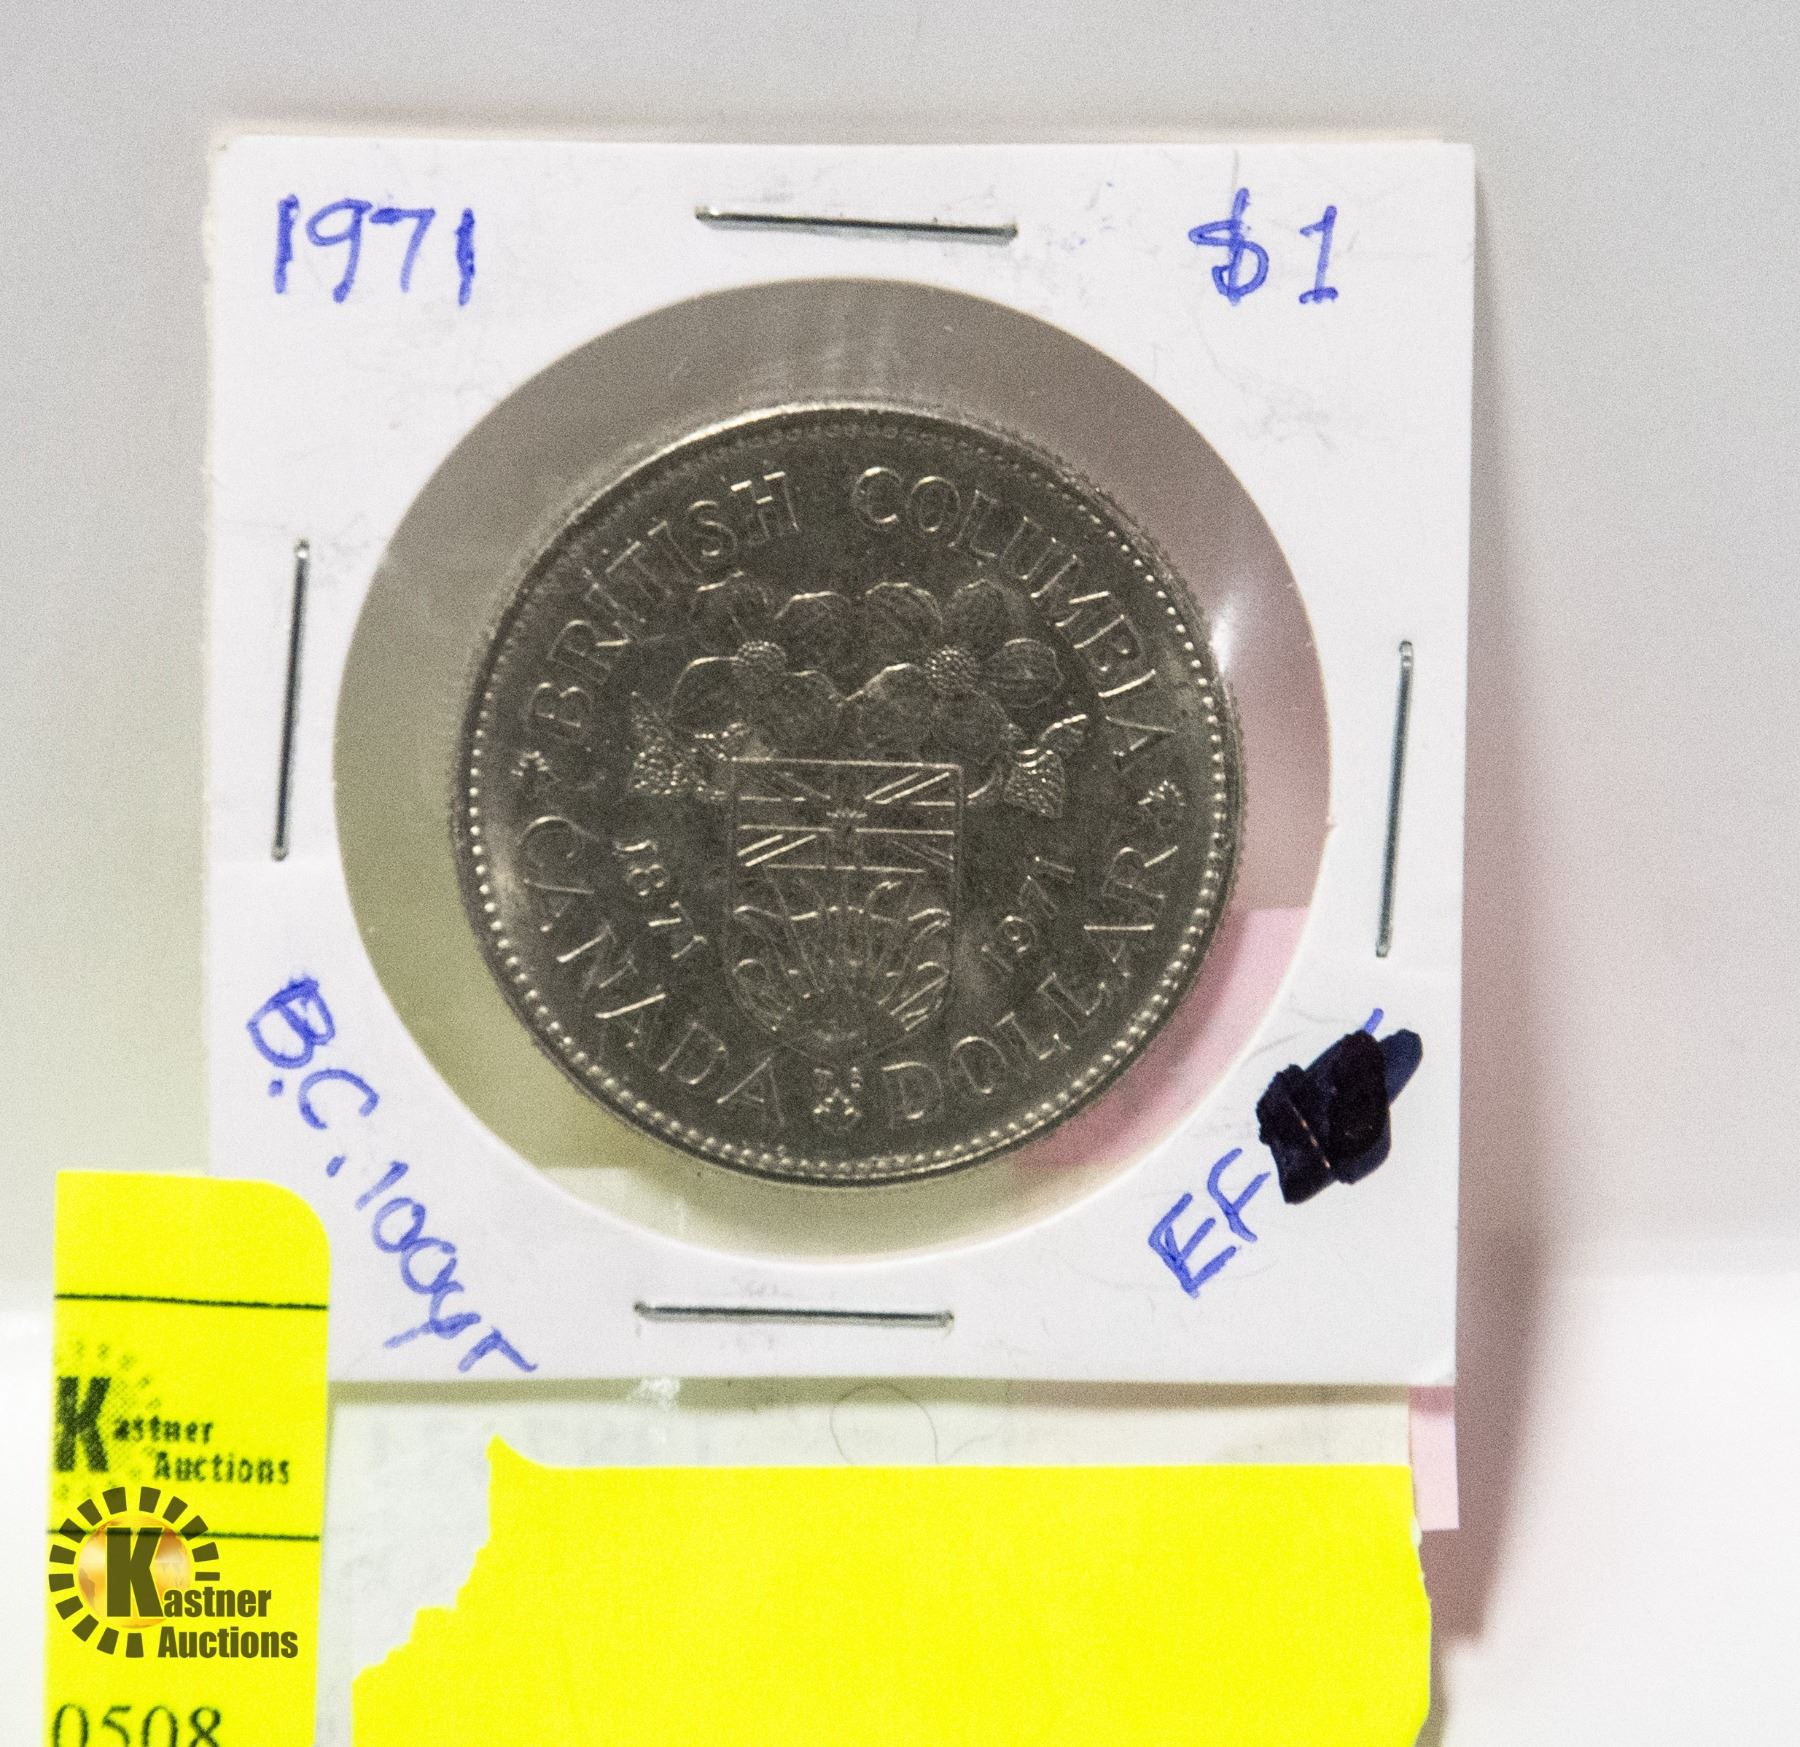 1971
$1
BRITISH COLUMBIA
1871
1971
CANADA
DOLLAR
B.C. 100yr
EF
Kastner
Auctions
Kastner
Auctions
0508